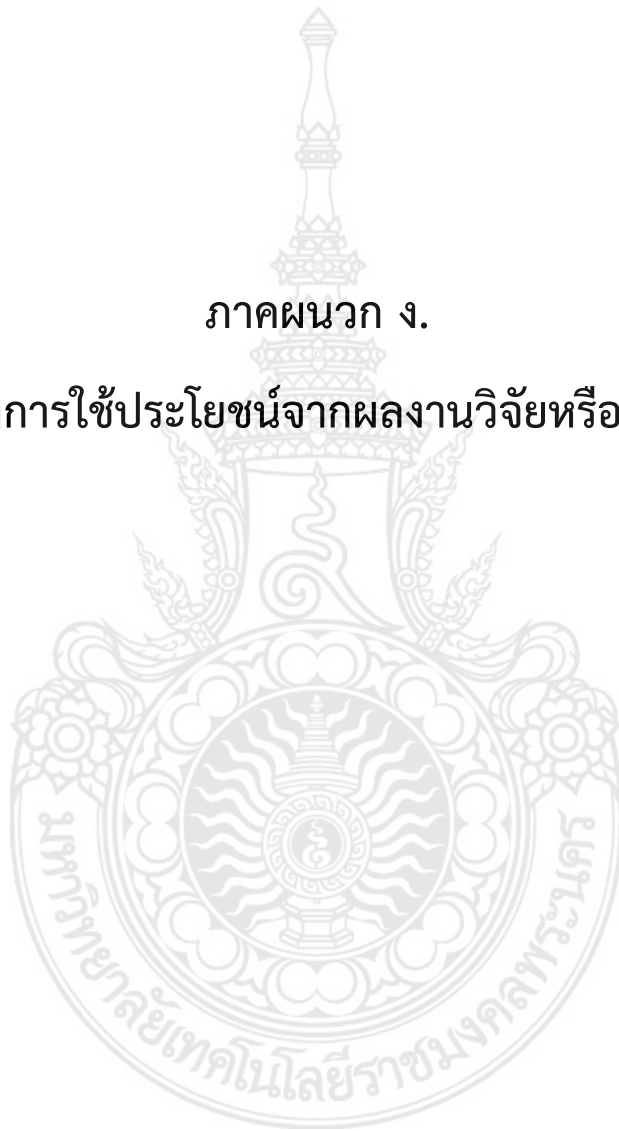 ภาคผนวก ง.
การใช้ประโยชน์จากผลงานวิจัยหรือ
มหาวิทยาลัยเทคโนโลยีราชมงคลพระนคร